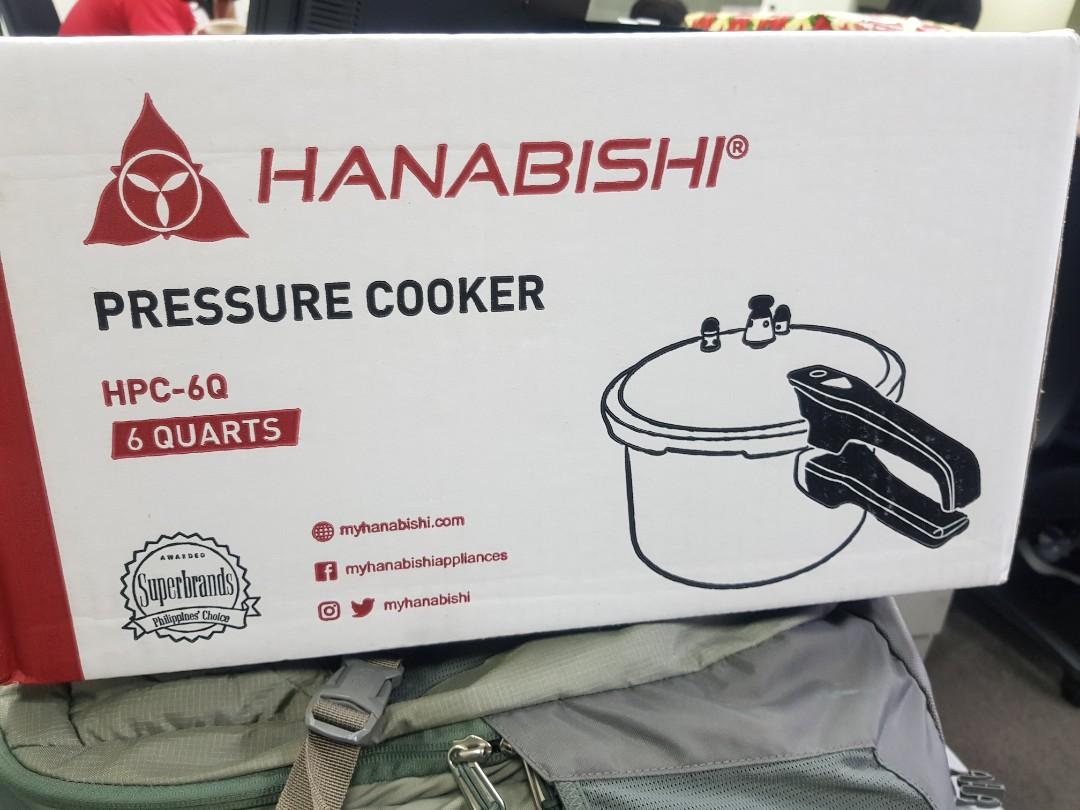 HANABISHI®
PRESSURE COOKER
HPC-6Q
6 QUARTS
AWARDED
Superbrands
Philippines' Choice
myhanabishi.com
myhanabishiappliances
myhanabishi